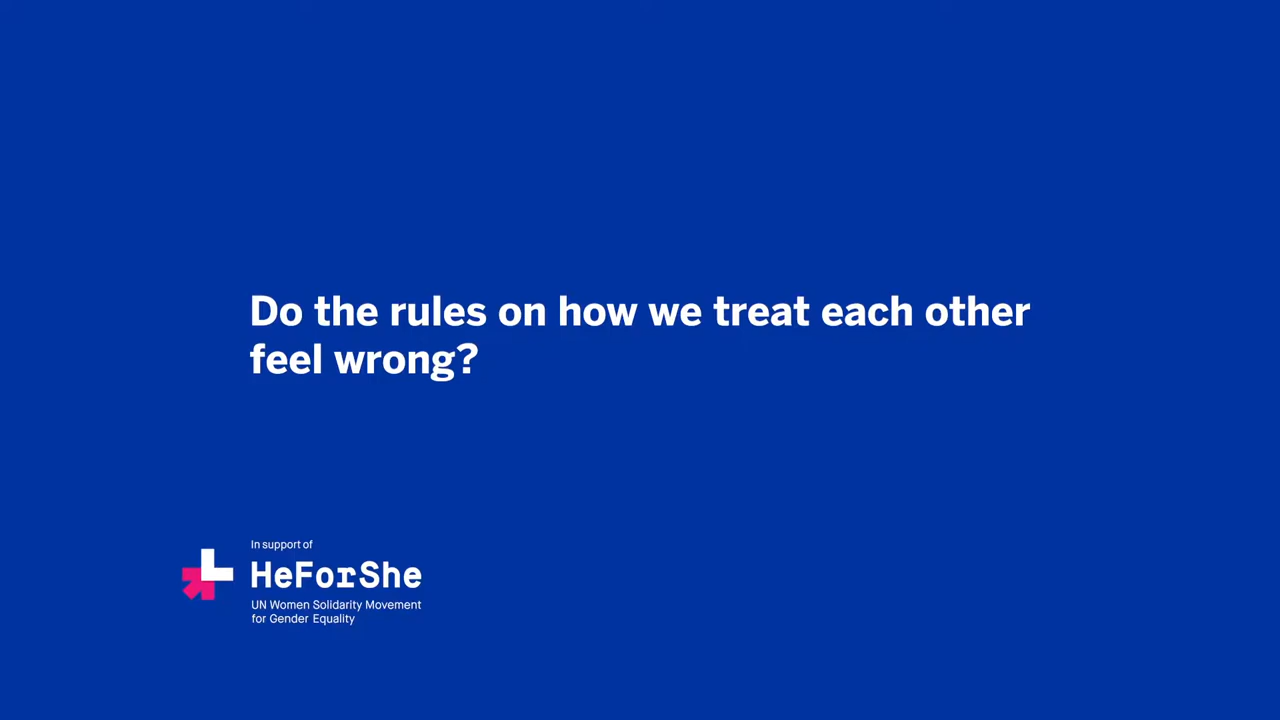 Do the rules on how we treat each other
feel wrong?
In support of
HeForShe
UN Women Solidarity Movement
for Gender Equality